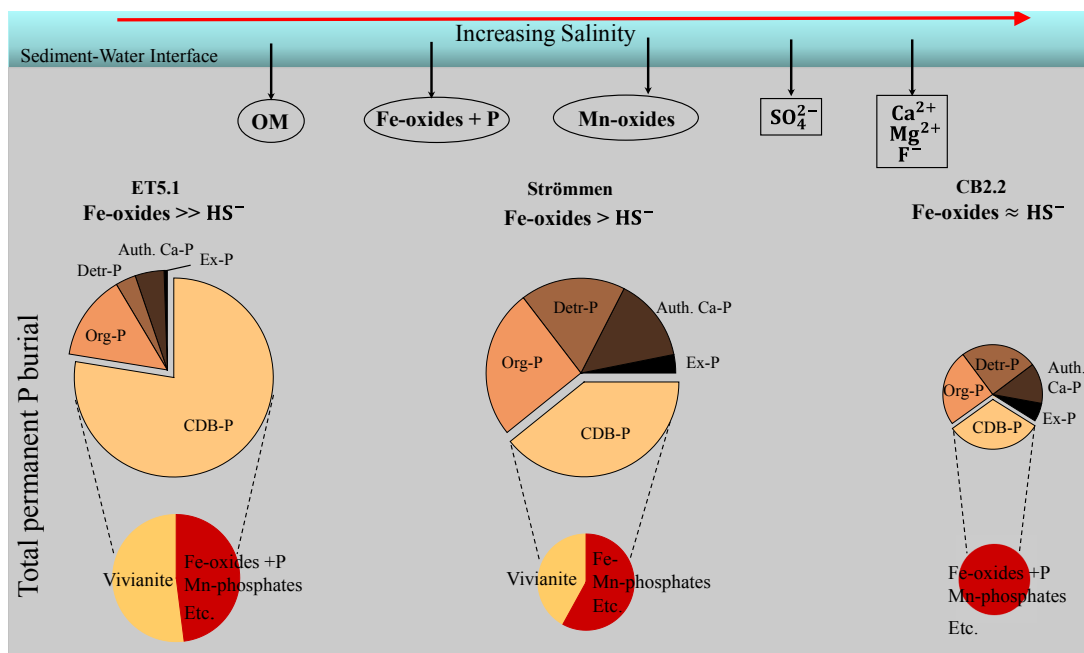 Increasing Salinity
Sediment-Water Interface
OM
Fe-oxides + P
Mn-oxides
SO₄²⁻
Ca²⁺
Mg²⁺
F⁻
ET5.1
Fe-oxides >> HS⁻
Strömmen
Fe-oxides > HS⁻
CB2.2
Fe-oxides ≈ HS⁻
Total permanent P burial
Auth. Ca-P
Ex-P
Detr-P
Org-P
CDB-P
Detr-P
Auth. Ca-P
Org-P
Ex-P
CDB-P
Detr-P
Auth.
Ca-P
Org-P
Ex-P
CDB-P
Vivianite
Fe-oxides +P
Mn-phosphates
Etc.
Vivianite
Fe-
Mn-phosphates
Etc.
Fe-oxides +P
Mn-phosphates
Etc.